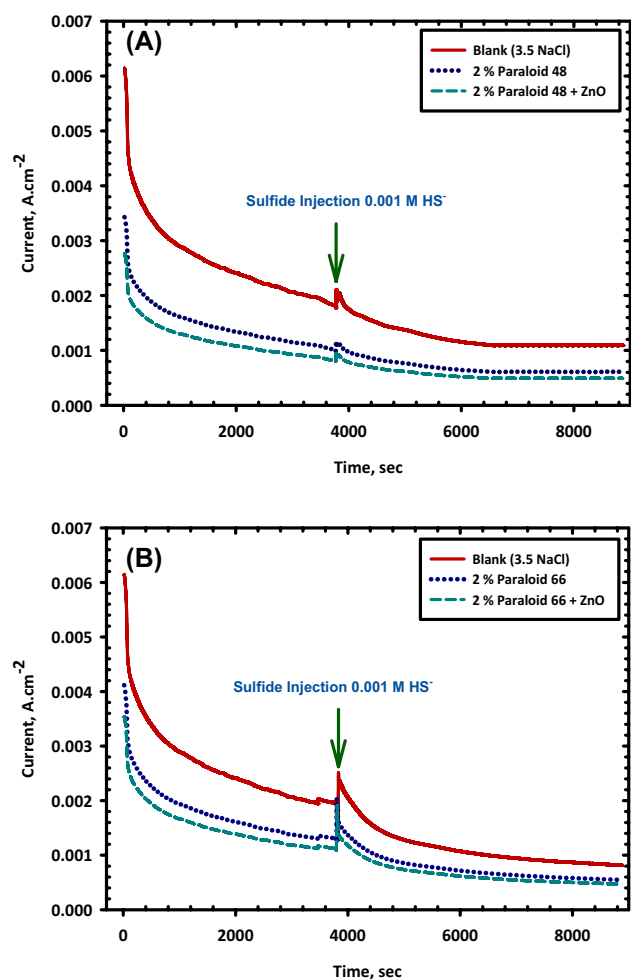 (A)
Blank (3.5 NaCl)
2 % Paraloid 48
2 % Paraloid 48 + ZnO
Sulfide Injection 0.001 M HS⁻
Current, A.cm⁻²
0.007
0.006
0.005
0.004
0.003
0.002
0.001
0.000
0 2000 4000 6000 8000
Time, sec
(B)
Blank (3.5 NaCl)
2 % Paraloid 66
2 % Paraloid 66 + ZnO
Sulfide Injection 0.001 M HS⁻
Current, A.cm⁻²
0.007
0.006
0.005
0.004
0.003
0.002
0.001
0.000
0 2000 4000 6000 8000
Time, sec